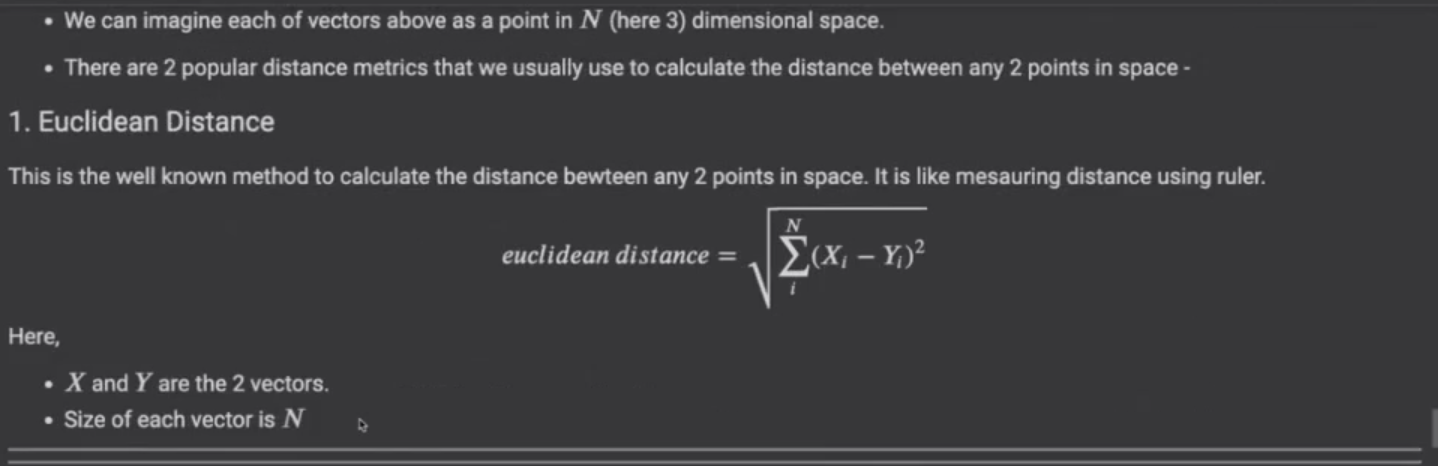 • We can imagine each of vectors above as a point in N (here 3) dimensional space.
• There are 2 popular distance metrics that we usually use to calculate the distance between any 2 points in space -
1. Euclidean Distance
This is the well known method to calculate the distance bewteen any 2 points in space. It is like mesauring distance using ruler.
euclidean distance = √∑_i^N (X_i − Y_i)²
Here,
• X and Y are the 2 vectors.
• Size of each vector is N